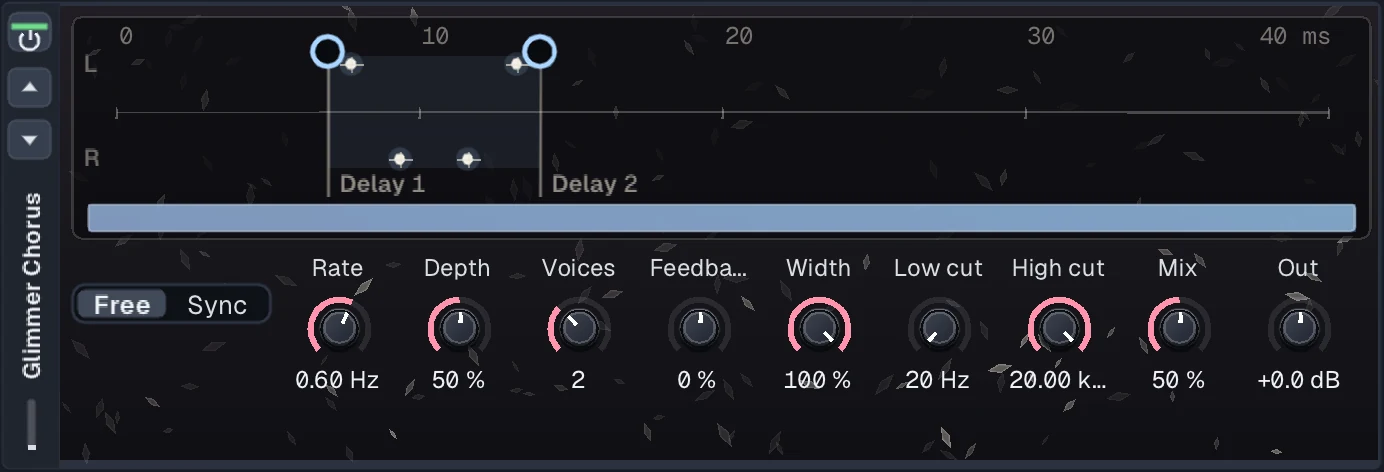 0 10 20 30 40 ms
L
R
Delay 1 Delay 2
Glimmer Chorus
Free Sync
Rate Depth Voices Feedba... Width Low cut High cut Mix Out
0.60 Hz 50 % 2 0 % 100 % 20 Hz 20.00 k... 50 % +0.0 dB